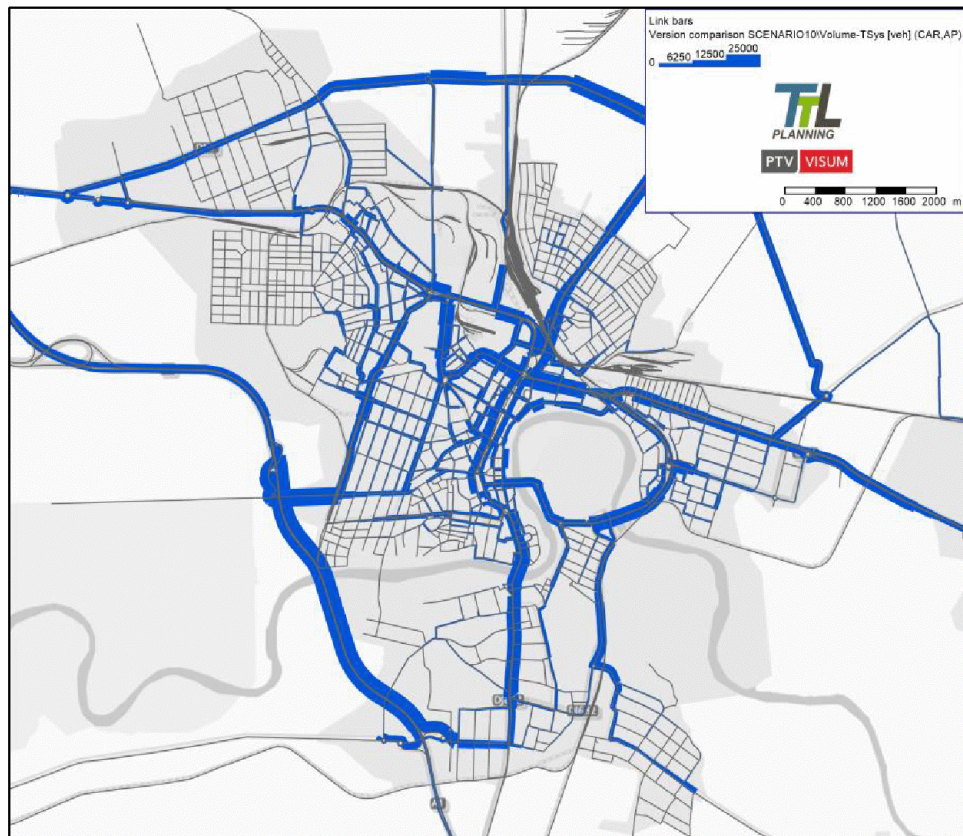 Link bars
Version comparison SCENARIO10\Volume-TSys [veh] (CAR,AP)
0 6250 12500 25000
TTL
PLANNING
PTV VISUM
0 400 800 1200 1600 2000 m